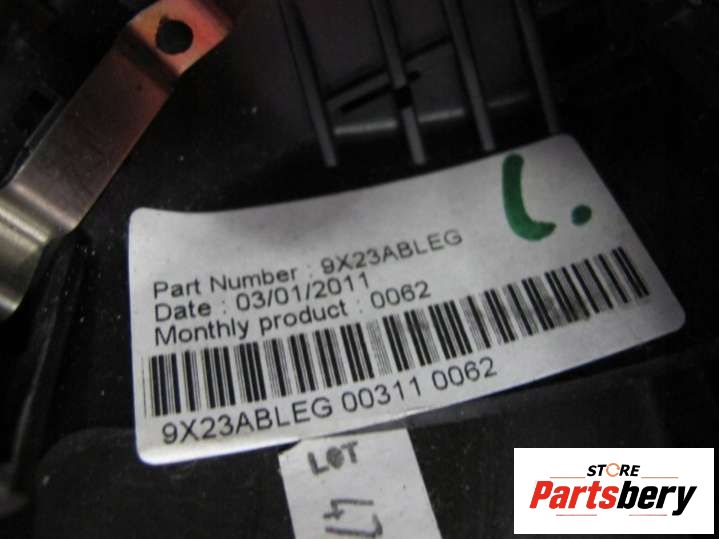 Part Number : 9X23ABLEG
Date : 03/01/2011
Monthly product : 0062
9X23ABLEG 00311 0062
LOT
STORE
Partsbery